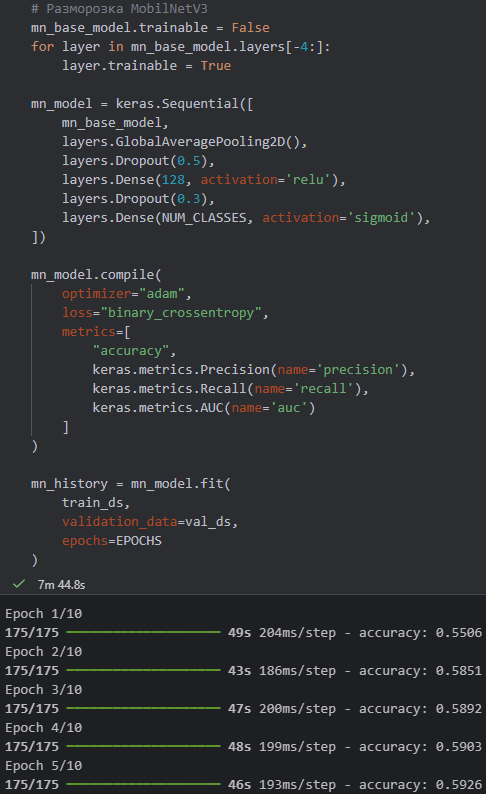 # Разморозка MobilNetV3
mn_base_model.trainable = False
for layer in mn_base_model.layers[-4:]:
    layer.trainable = True

mn_model = keras.Sequential([
    mn_base_model,
    layers.GlobalAveragePooling2D(),
    layers.Dropout(0.5),
    layers.Dense(128, activation='relu'),
    layers.Dropout(0.3),
    layers.Dense(NUM_CLASSES, activation='sigmoid'),
])

mn_model.compile(
    optimizer="adam",
    loss="binary_crossentropy",
    metrics=[
        "accuracy",
        keras.metrics.Precision(name='precision'),
        keras.metrics.Recall(name='recall'),
        keras.metrics.AUC(name='auc')
    ]
)

mn_history = mn_model.fit(
    train_ds,
    validation_data=val_ds,
    epochs=EPOCHS
)
7m 44.8s
Epoch 1/10
175/175 49s 204ms/step - accuracy: 0.5506
Epoch 2/10
175/175 43s 186ms/step - accuracy: 0.5851
Epoch 3/10
175/175 47s 200ms/step - accuracy: 0.5892
Epoch 4/10
175/175 48s 199ms/step - accuracy: 0.5903
Epoch 5/10
175/175 46s 193ms/step - accuracy: 0.5926